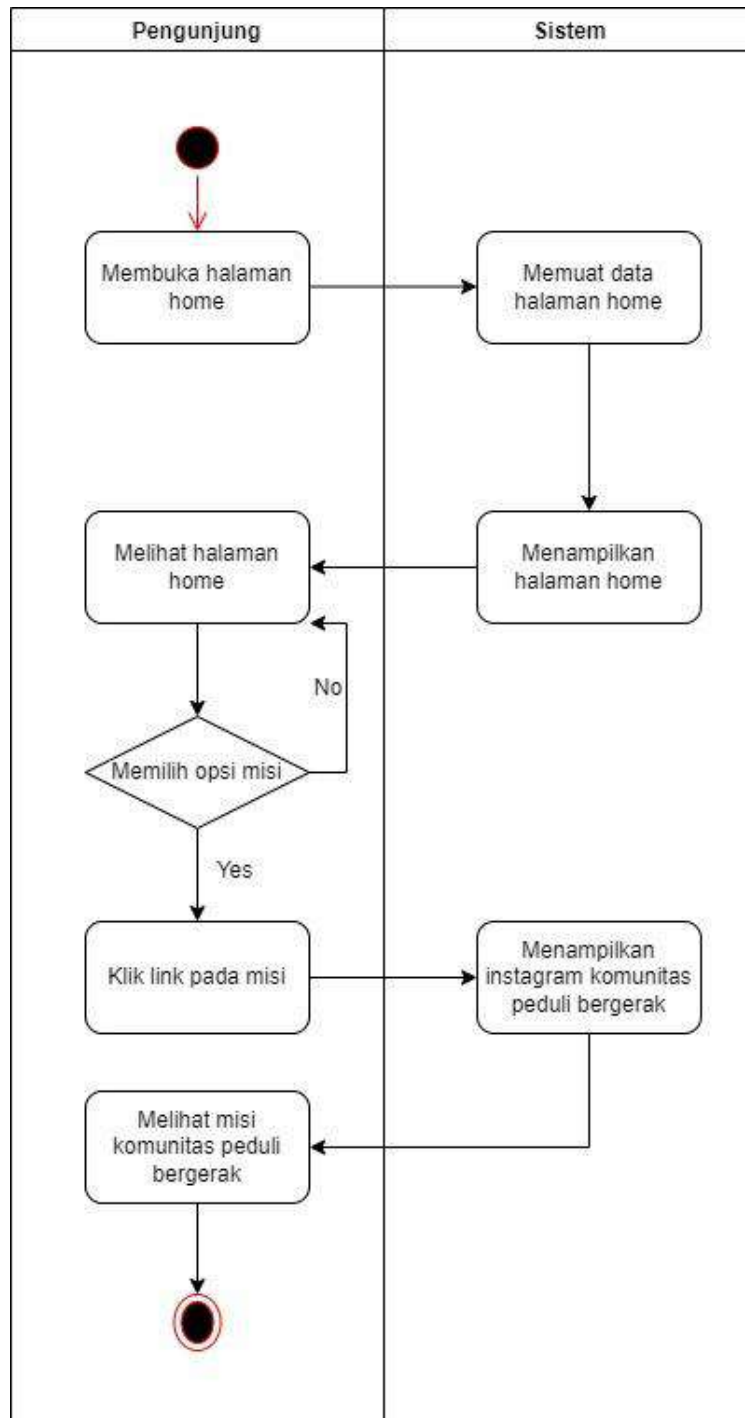 Pengunjung
Sistem
Membuka halaman
home
Memuat data
halaman home
Melihat halaman
home
Menampilkan
halaman home
No
Memilih opsi misi
Yes
Klik link pada misi
Menampilkan
instagram komunitas
peduli bergerak
Melihat misi
komunitas peduli
bergerak